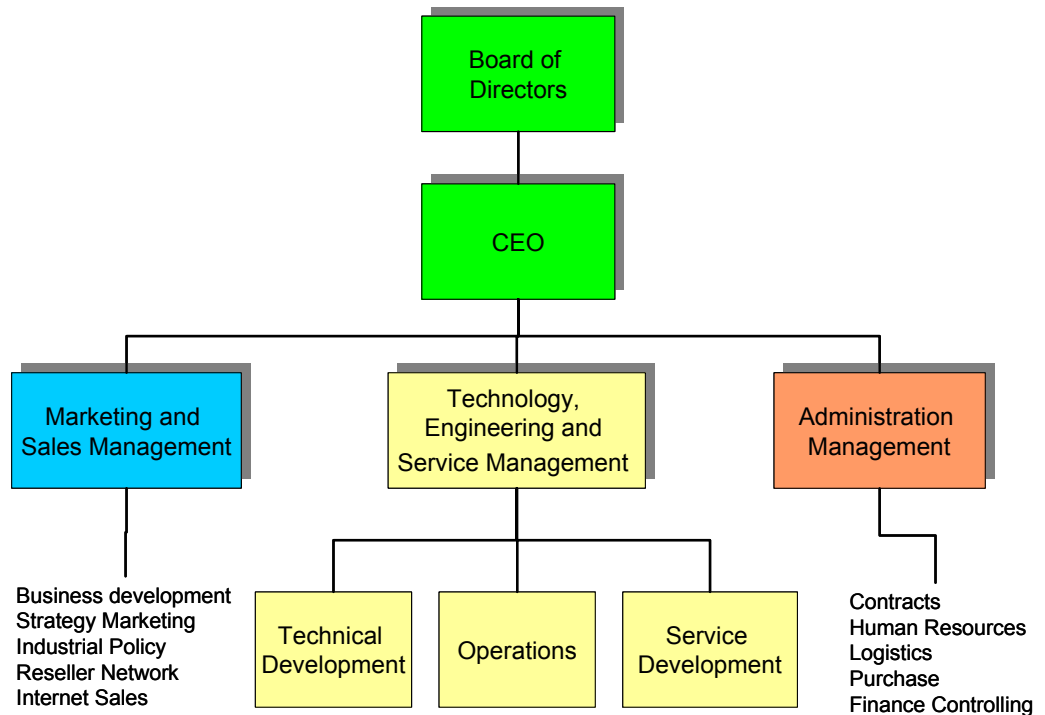 Board of
Directors
CEO
Marketing and
Sales Management
Technology,
Engineering and
Service Management
Administration
Management
Business development
Strategy Marketing
Industrial Policy
Reseller Network
Internet Sales
Technical
Development
Operations
Service
Development
Contracts
Human Resources
Logistics
Purchase
Finance Controlling